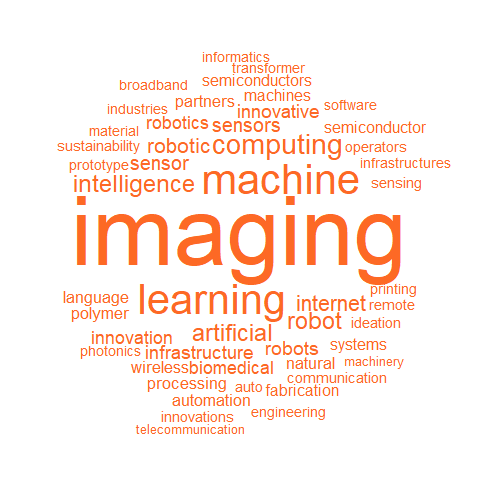 informatics
transformer
broadband semiconductors
industries partners machines
material robotics sensors innovative software
semiconductor
sustainability robotic computing operators
prototype sensor infrastructures
intelligence machine sensing
imaging
language learning internet printing
polymer artificial robot remote
innovation ideation
photonics infrastructure robots systems
wireless biomedical natural machinery
processing auto communication
automation fabrication
innovations engineering
telecommunication